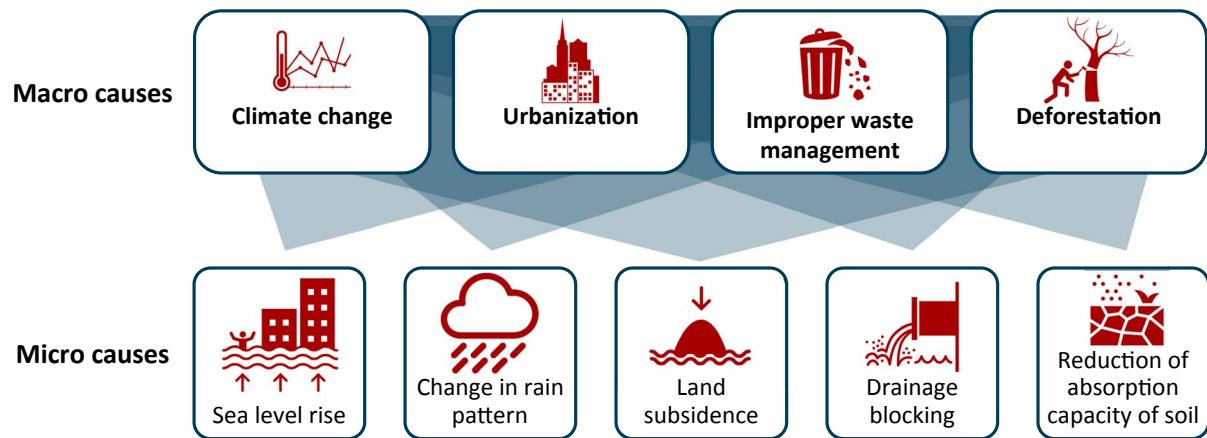 Macro causes
Climate change
Urbanization
Improper waste
management
Deforestation
Micro causes
Sea level rise
Change in rain
pattern
Land
subsidence
Drainage
blocking
Reduction of
absorption
capacity of soil